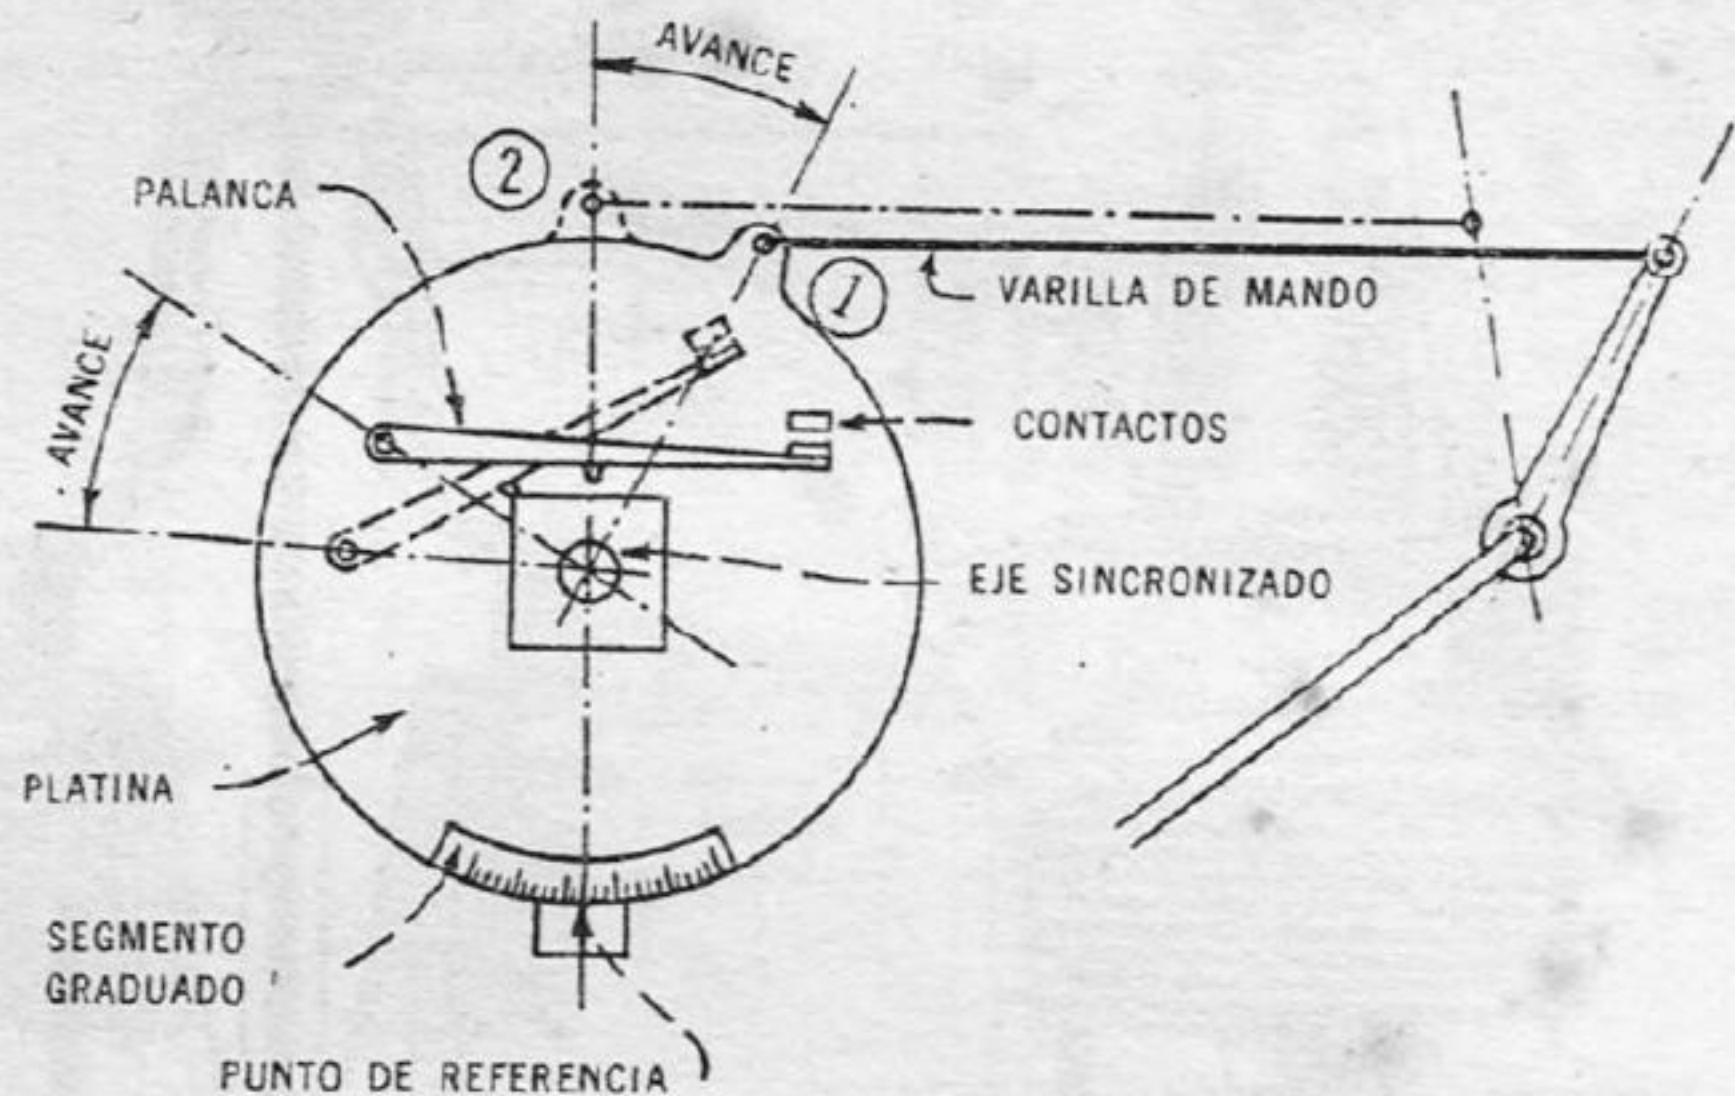 AVANCE
2
PALANCA
1
VARILLA DE MANDO
AVANCE
CONTACTOS
EJE SINCRONIZADO
PLATINA
SEGMENTO
GRADUADO
PUNTO DE REFERENCIA